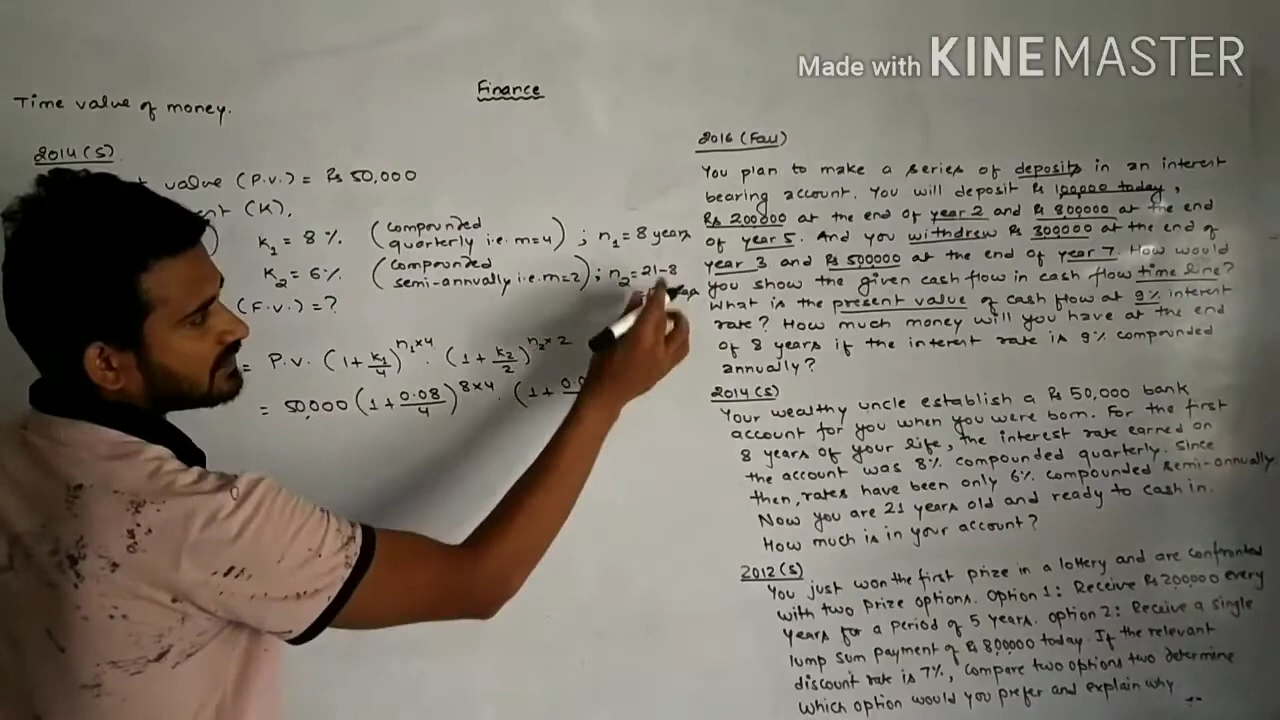 Made with KINEMASTER
Finance
Time value of money.
2014 (S)
value (P.V.) = Rs 50,000
(K).
K₁ = 8 % (compounded quarterly i.e. m=4) ; n₁ = 8 years
K₂ = 6 % (compounded semi-annually i.e. m=2) ; n₂ = 21-8
(F.V.) = ?
= P.V. (1 + K₁/4)^n₁×4 . (1 + K₂/2)^n₂×2
= 50,000 (1 + 0.08/4)^8×4 . (1 +
2016 (Fall)
You plan to make a series of deposits in an interest
bearing account. You will deposit Rs 100000 today,
Rs 200000 at the end of year 2 and Rs 800000 at the end
of year 5. And you withdrew Rs 300000 at the end of
year 3 and Rs 500000 at the end of year 7. How would
you show the given cash flow in cash flow time line?
What is the present value of cash flow at 9% interest
rate? How much money will you have at the end
of 8 years if the interest rate is 9% compounded
annually?
2014 (S)
Your wealthy uncle establish a Rs 50,000 bank
account for you when you were born. For the first
8 years of your life, the interest rate earned on
the account was 8% compounded quarterly. Since
then, rates have been only 6% compounded semi-annually
Now you are 21 years old and ready to cash in.
How much is in your account?
2012 (S)
You just won the first prize in a lottery and are confronted
with two prize options. Option 1: Receive Rs 200000 every
years for a period of 5 years. Option 2: Receive a single
lump sum payment of Rs 800000 today. If the relevant
discount rate is 7%, compare two options two determine
which option would you prefer and explain why